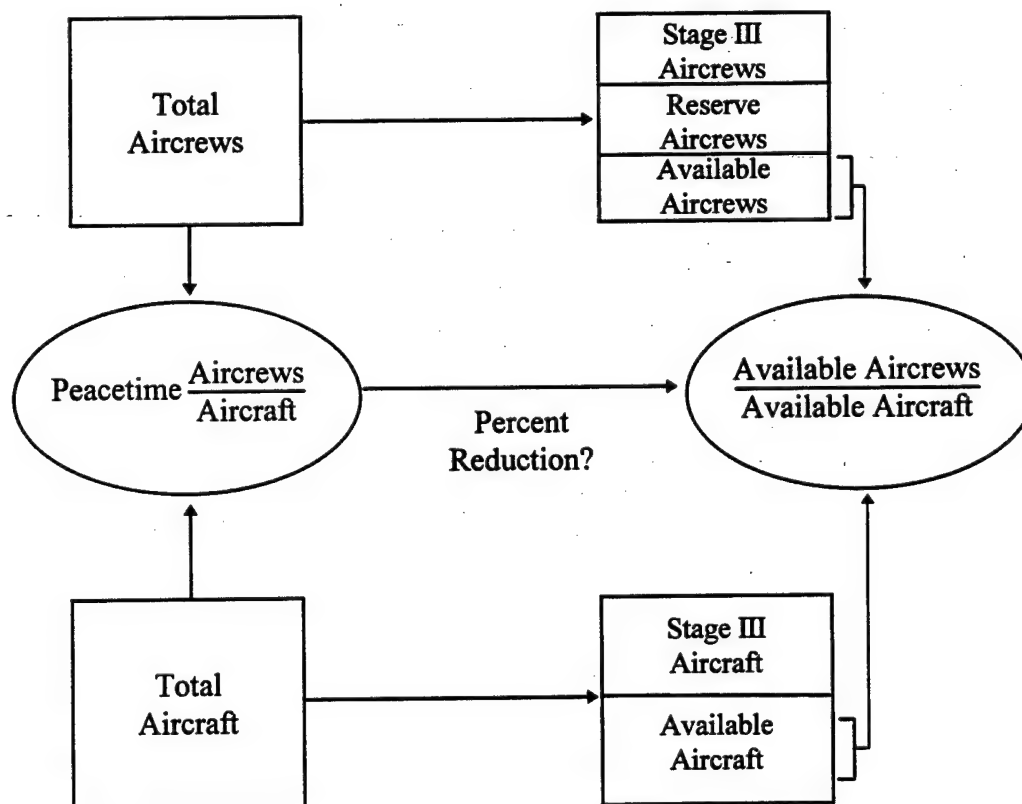 Total
Aircrews
Stage III
Aircrews
Reserve
Aircrews
Available
Aircrews
Peacetime Aircrews
Aircraft
Percent
Reduction?
Available Aircrews
Available Aircraft
Total
Aircraft
Stage III
Aircraft
Available
Aircraft